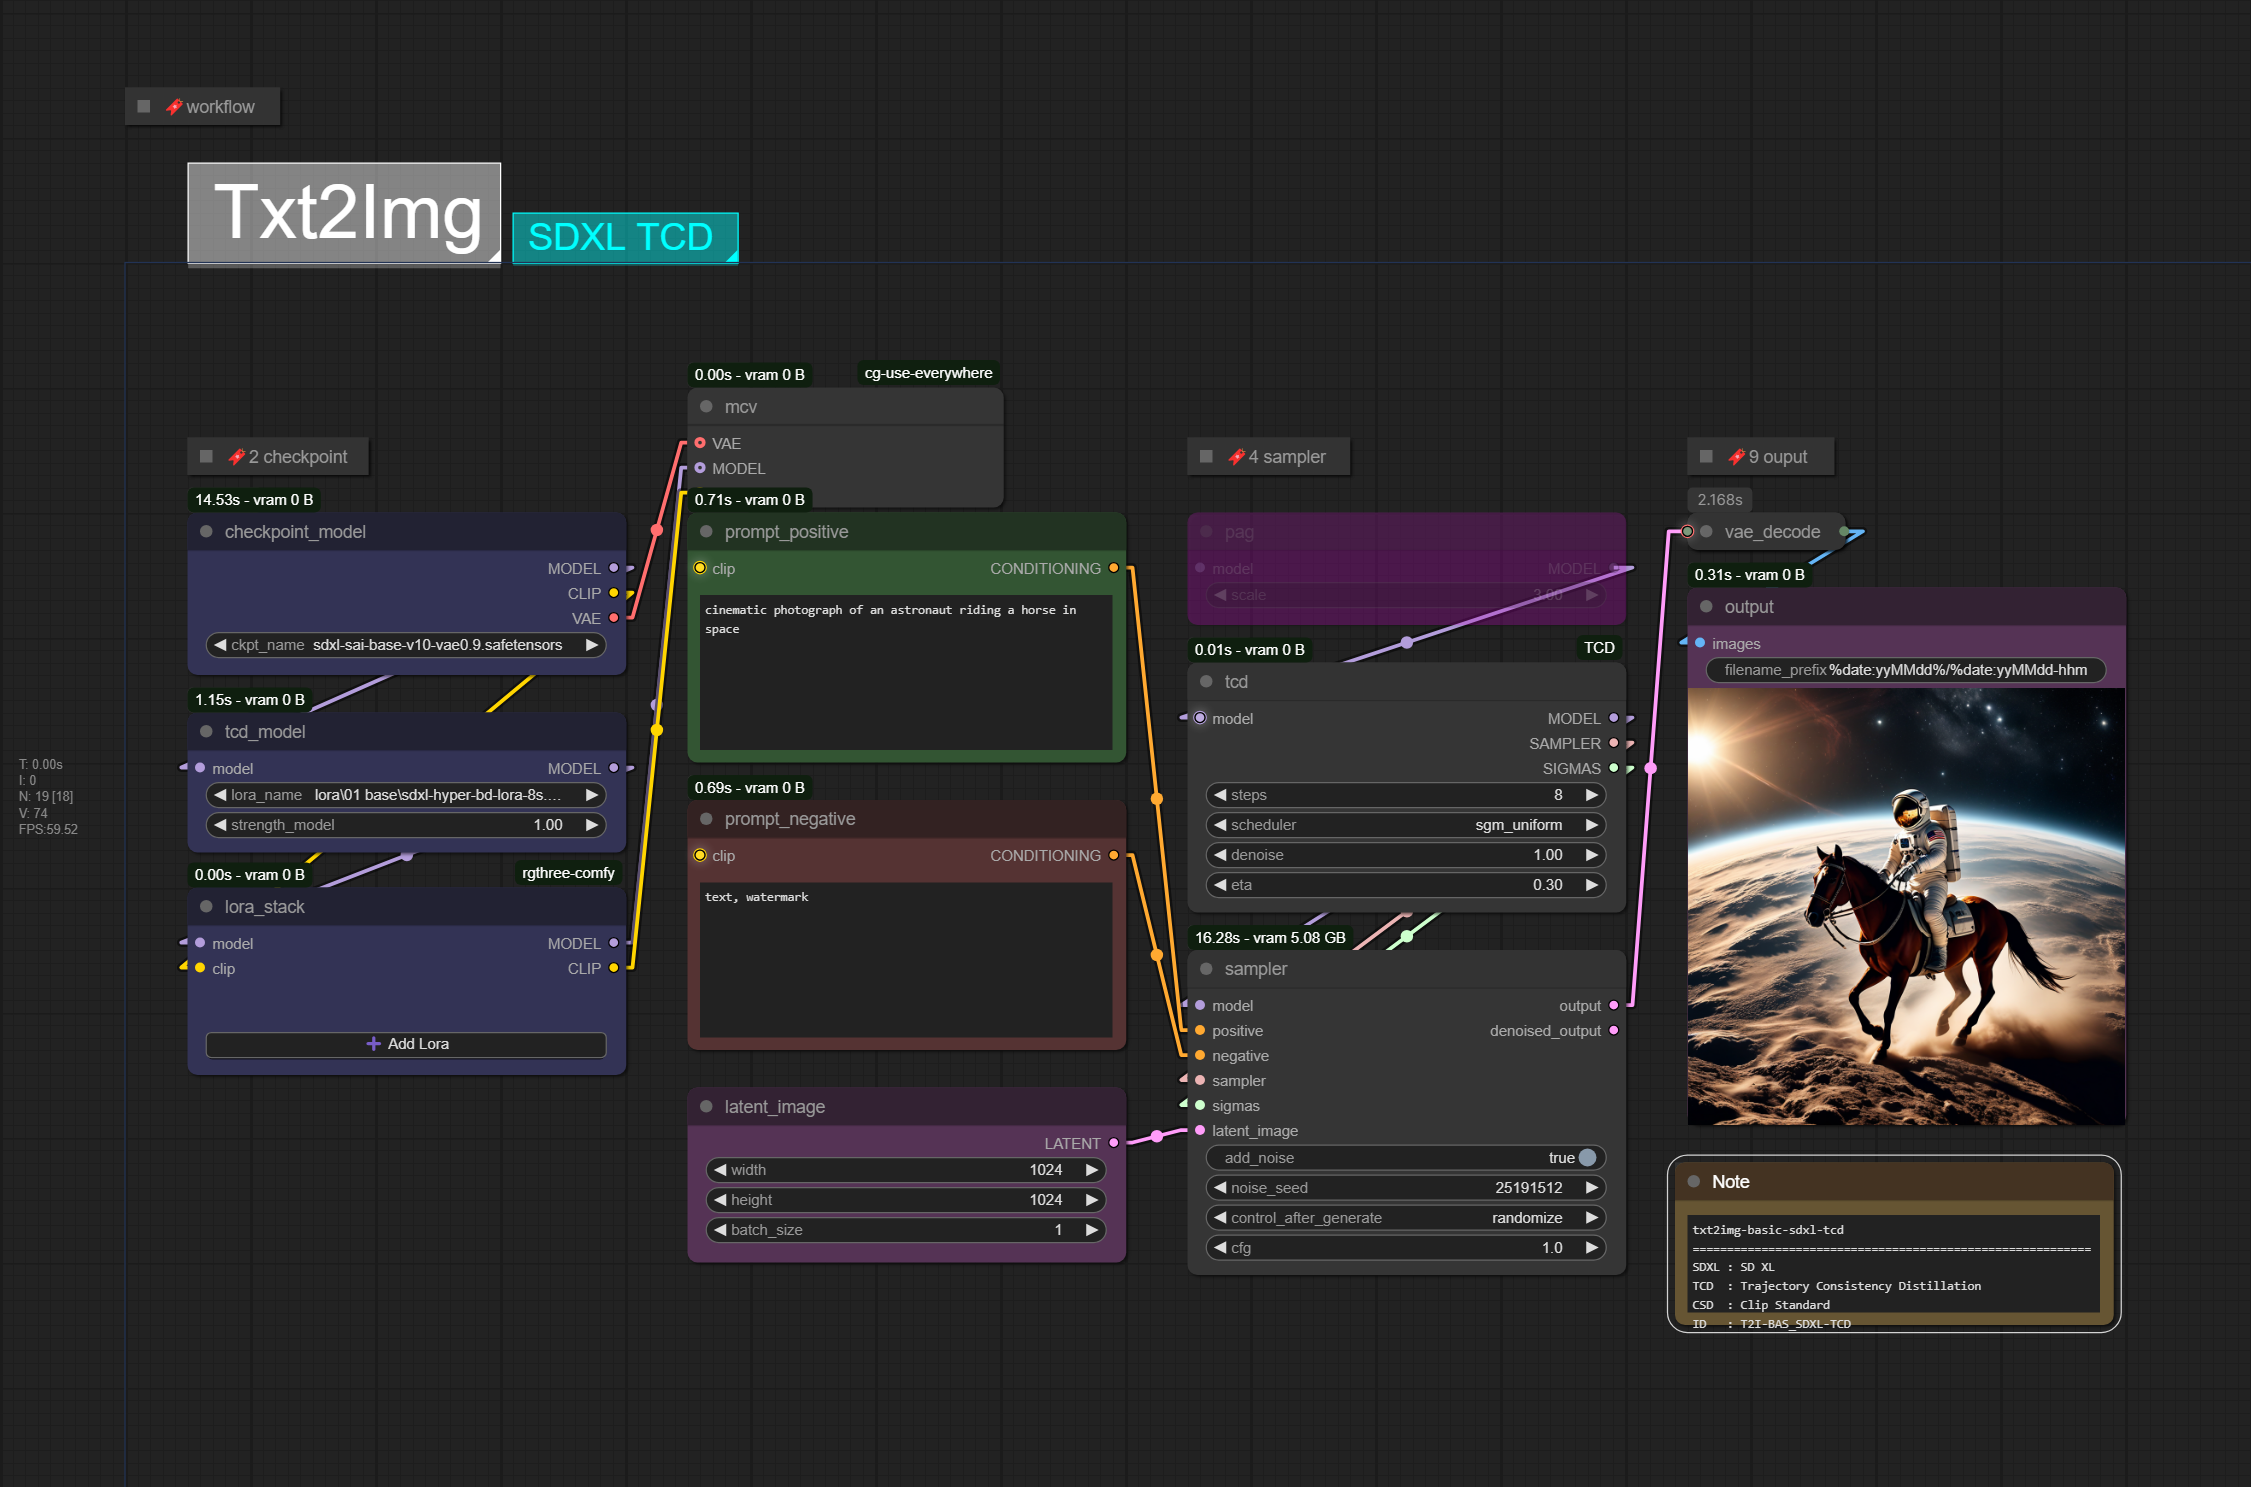 workflow
Txt2Img
SDXL TCD
0.00s - vram 0 B
cg-use-everywhere
mcv
VAE
MODEL
2 checkpoint
14.53s - vram 0 B
checkpoint_model
MODEL
CLIP
VAE
ckpt_name sdxl-sai-base-v10-vae0.9.safetensors
1.15s - vram 0 B
tcd_model
model MODEL
lora_name lora\01 base\sdxl-hyper-bd-lora-8s....
strength_model 1.00
0.00s - vram 0 B
rgthree-comfy
lora_stack
model MODEL
clip CLIP
Add Lora
T: 0.00s
I: 0
N: 19 [18]
V: 74
FPS:59.52
0.71s - vram 0 B
prompt_positive
clip CONDITIONING
cinematic photograph of an astronaut riding a horse in
space
0.69s - vram 0 B
prompt_negative
clip CONDITIONING
text, watermark
latent_image
LATENT
width 1024
height 1024
batch_size 1
4 sampler
pag
model MODEL
scale 3.00
0.01s - vram 0 B
TCD
tcd
model MODEL
SAMPLER
SIGMAS
steps 8
scheduler sgm_uniform
denoise 1.00
eta 0.30
16.28s - vram 5.08 GB
sampler
model output
positive denoised_output
negative
sampler
sigmas
latent_image
add_noise true
noise_seed 25191512
control_after_generate randomize
cfg 1.0
9 ouput
2.168s
vae_decode
0.31s - vram 0 B
output
images
filename_prefix %date:yyMMdd%/%date:yyMMdd-hhm
Note
txt2img-basic-sdxl-tcd
==========================================================
SDXL : SD XL
TCD : Trajectory Consistency Distillation
CSD : Clip Standard
ID : T2I-BAS_SDXL-TCD